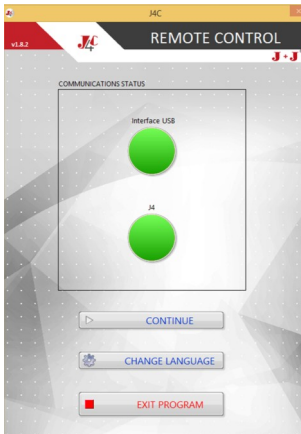 J4C
v1.8.2
J4C
REMOTE CONTROL
J+J
COMMUNICATIONS STATUS
Interface USB
J4
CONTINUE
CHANGE LANGUAGE
EXIT PROGRAM